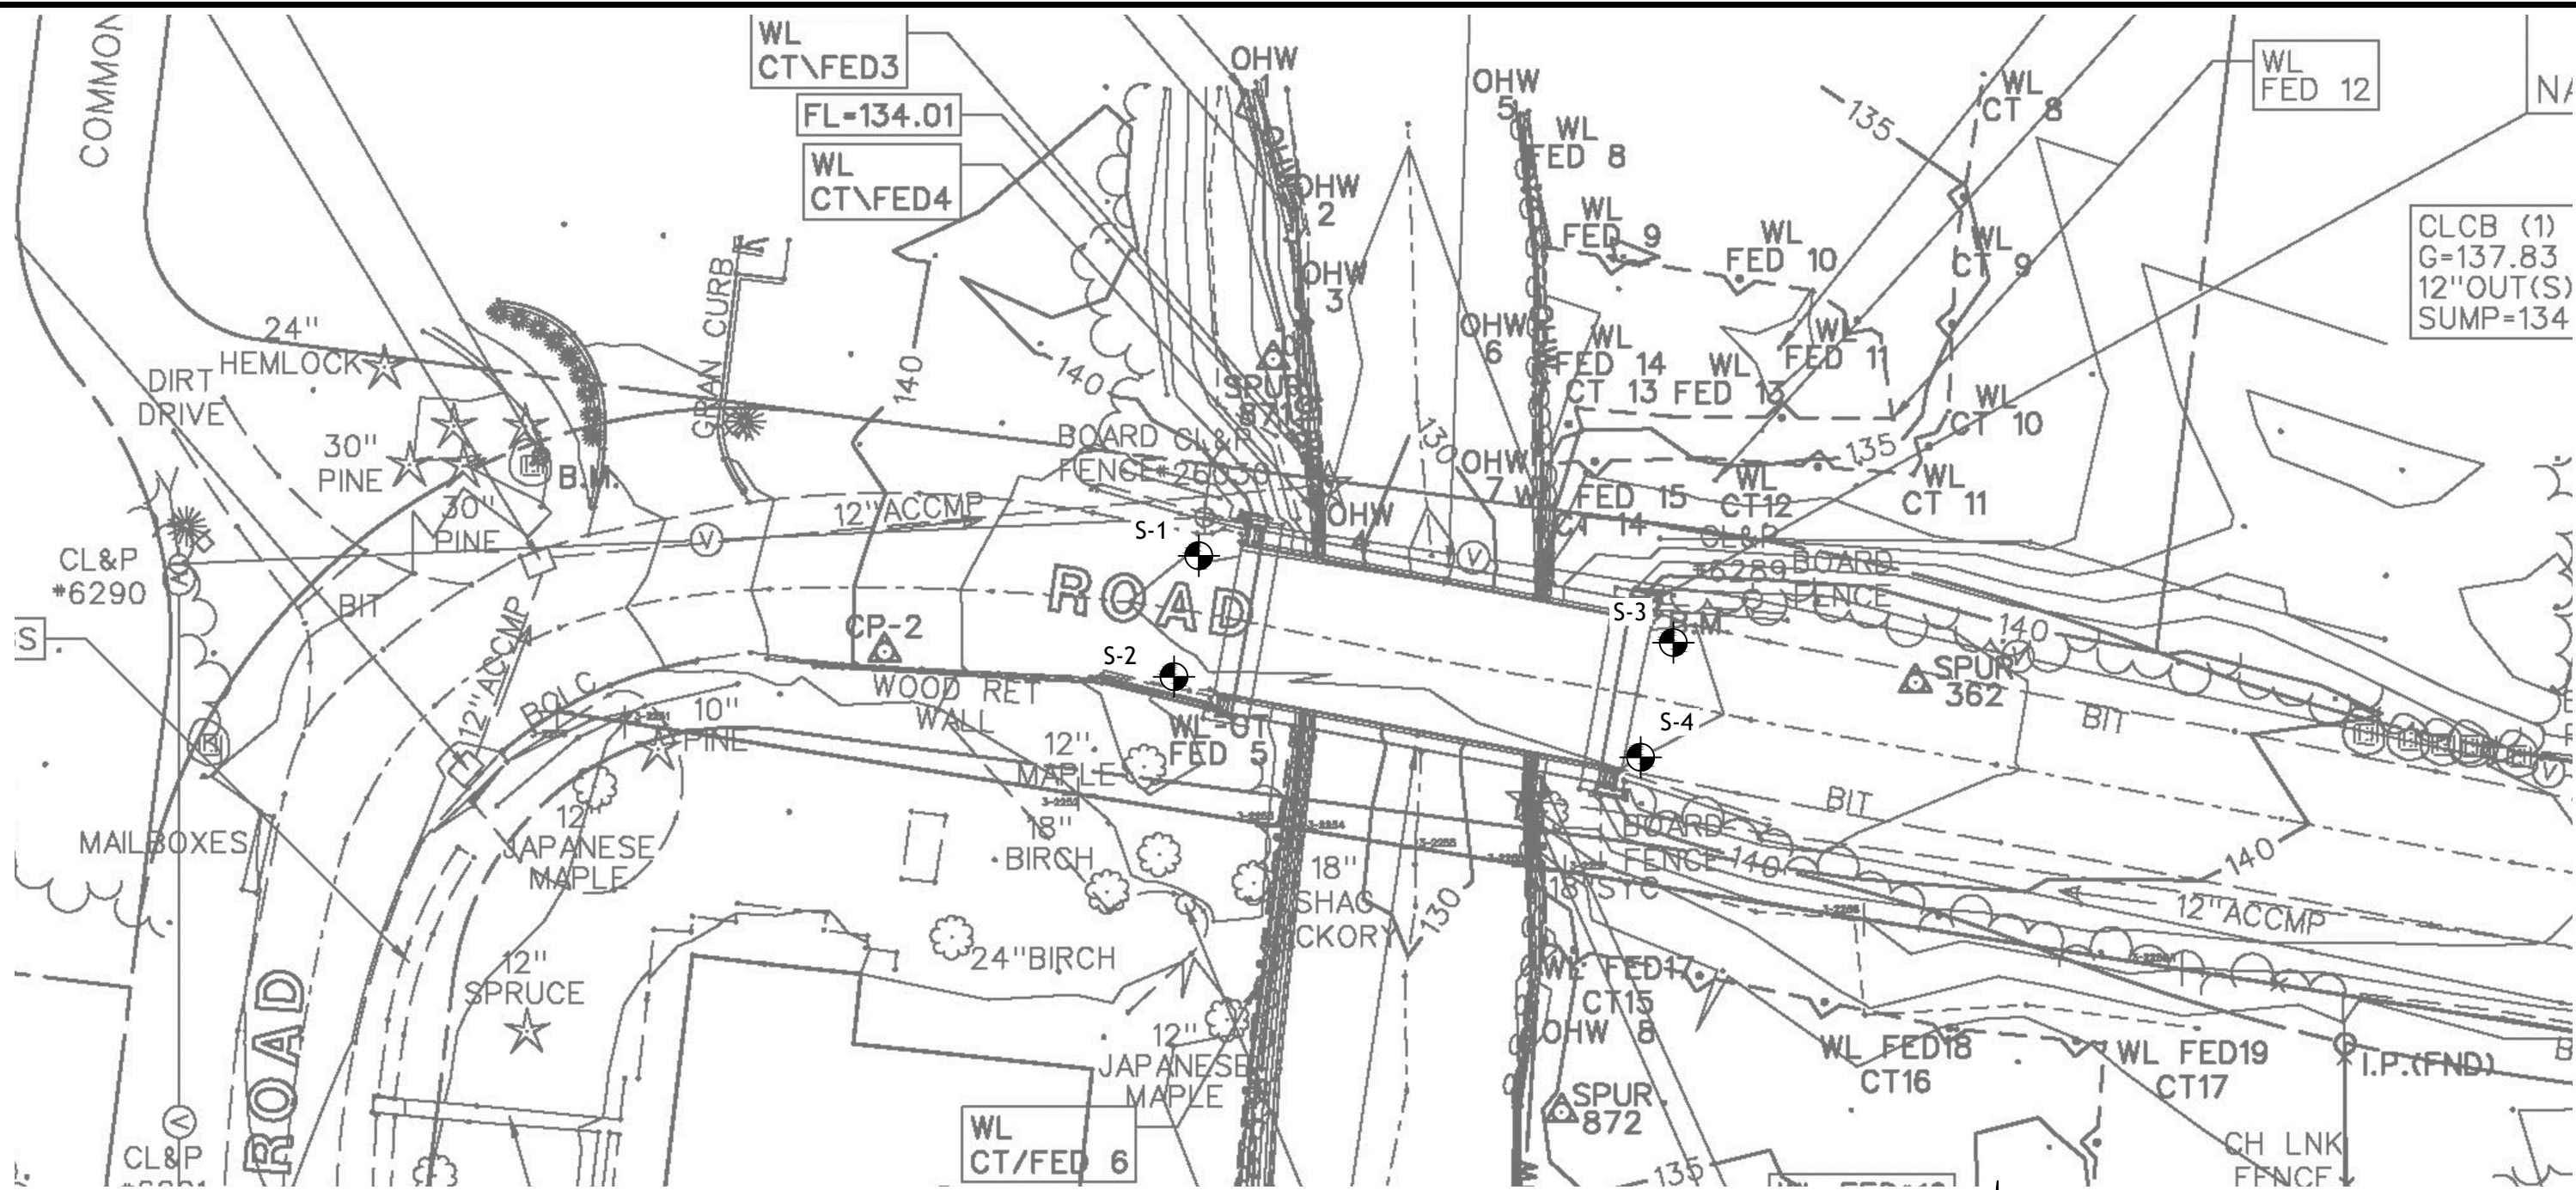 COMMON
WL
CT\FED3
FL=134.01
WL
CT\FED4
OHW
1
OHW
2
OHW
3
OHW
4
OHW
5
OHW
6
OHW
7
WL
FED 8
WL
FED 9
WL
FED 10
WL
FED 11
WL
FED 12
WL
CT 8
WL
CT 9
WL
CT 10
WL
CT 11
WL
CT12
WL
FED 13
WL
FED 14
CT 13
FED 15
CT 14
135
135
CLCB (1)
G=137.83
12"OUT(S)
SUMP=134
24"
HEMLOCK
DIRT
DRIVE
30"
PINE
30"
PINE
B.M.
GRAN CURB
140
140
130
SPUR
871
BOARD
FENCE
CL&P
#26030
12"ACCMP
CL&P
#6290
BIT
S-1
S-2
S-3
S-4
ROAD
CP-2
WOOD RET
WALL
12"ACCMP
BOLC
10"
PINE
WL-CT
FED 5
CL&P
#6289
BOARD
FENCE
B.M.
140
SPUR
362
BIT
BIT
12"
MAPLE
18"
BIRCH
12"
JAPANESE
MAPLE
MAILBOXES
24"BIRCH
12"
SPRUCE
ROAD
18"
SHAG
130
BOARD
FENCE
18"SYC
140
140
12"ACCMP
WL FED17
CT15
OHW 8
WL FED18
CT16
WL FED19
CT17
I.P.(FND)
12"
JAPANESE
MAPLE
WL
CT/FED 6
SPUR
872
135
CH LNK
FENCE
CL&P